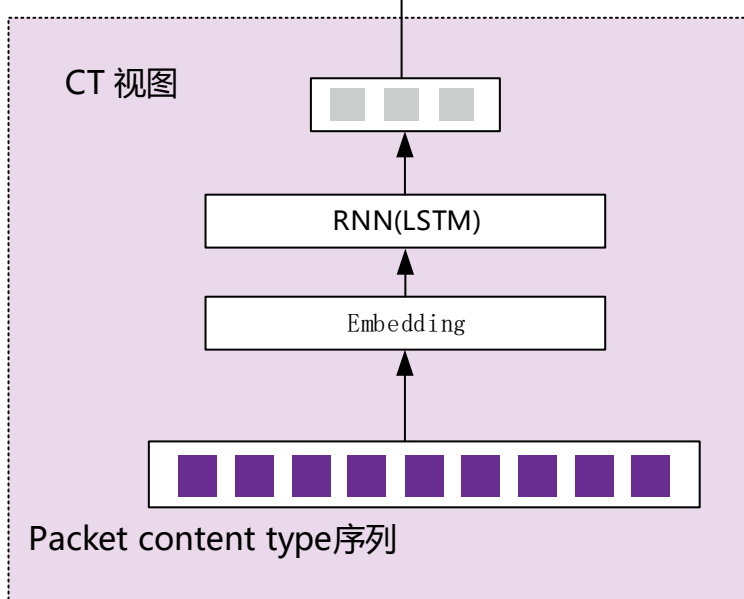 CT 视图
RNN(LSTM)
Embedding
Packet content type序列